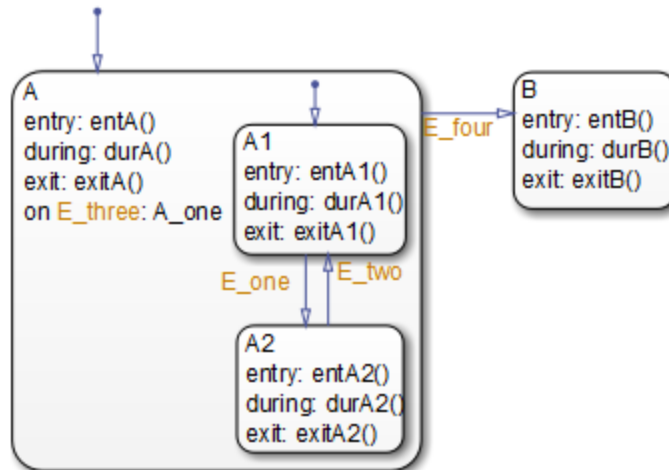 A
entry: entA()
during: durA()
exit: exitA()
on E_three: A_one
A1
entry: entA1()
during: durA1()
exit: exitA1()
E_one
E_two
A2
entry: entA2()
during: durA2()
exit: exitA2()
E_four
B
entry: entB()
during: durB()
exit: exitB()